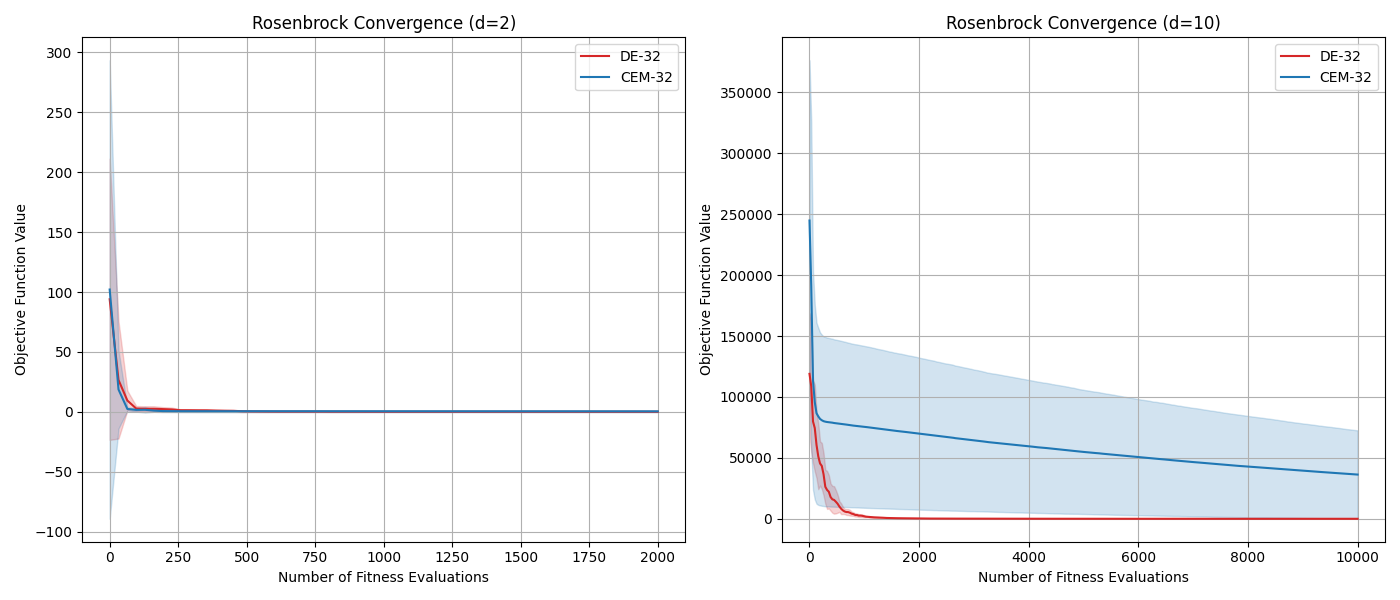 Rosenbrock Convergence (d=2)
300
250
200
150
100
50
0
−50
−100
Objective Function Value
DE-32
CEM-32
0 250 500 750 1000 1250 1500 1750 2000
Number of Fitness Evaluations
Rosenbrock Convergence (d=10)
350000
300000
250000
200000
150000
100000
50000
0
Objective Function Value
DE-32
CEM-32
0 2000 4000 6000 8000 10000
Number of Fitness Evaluations